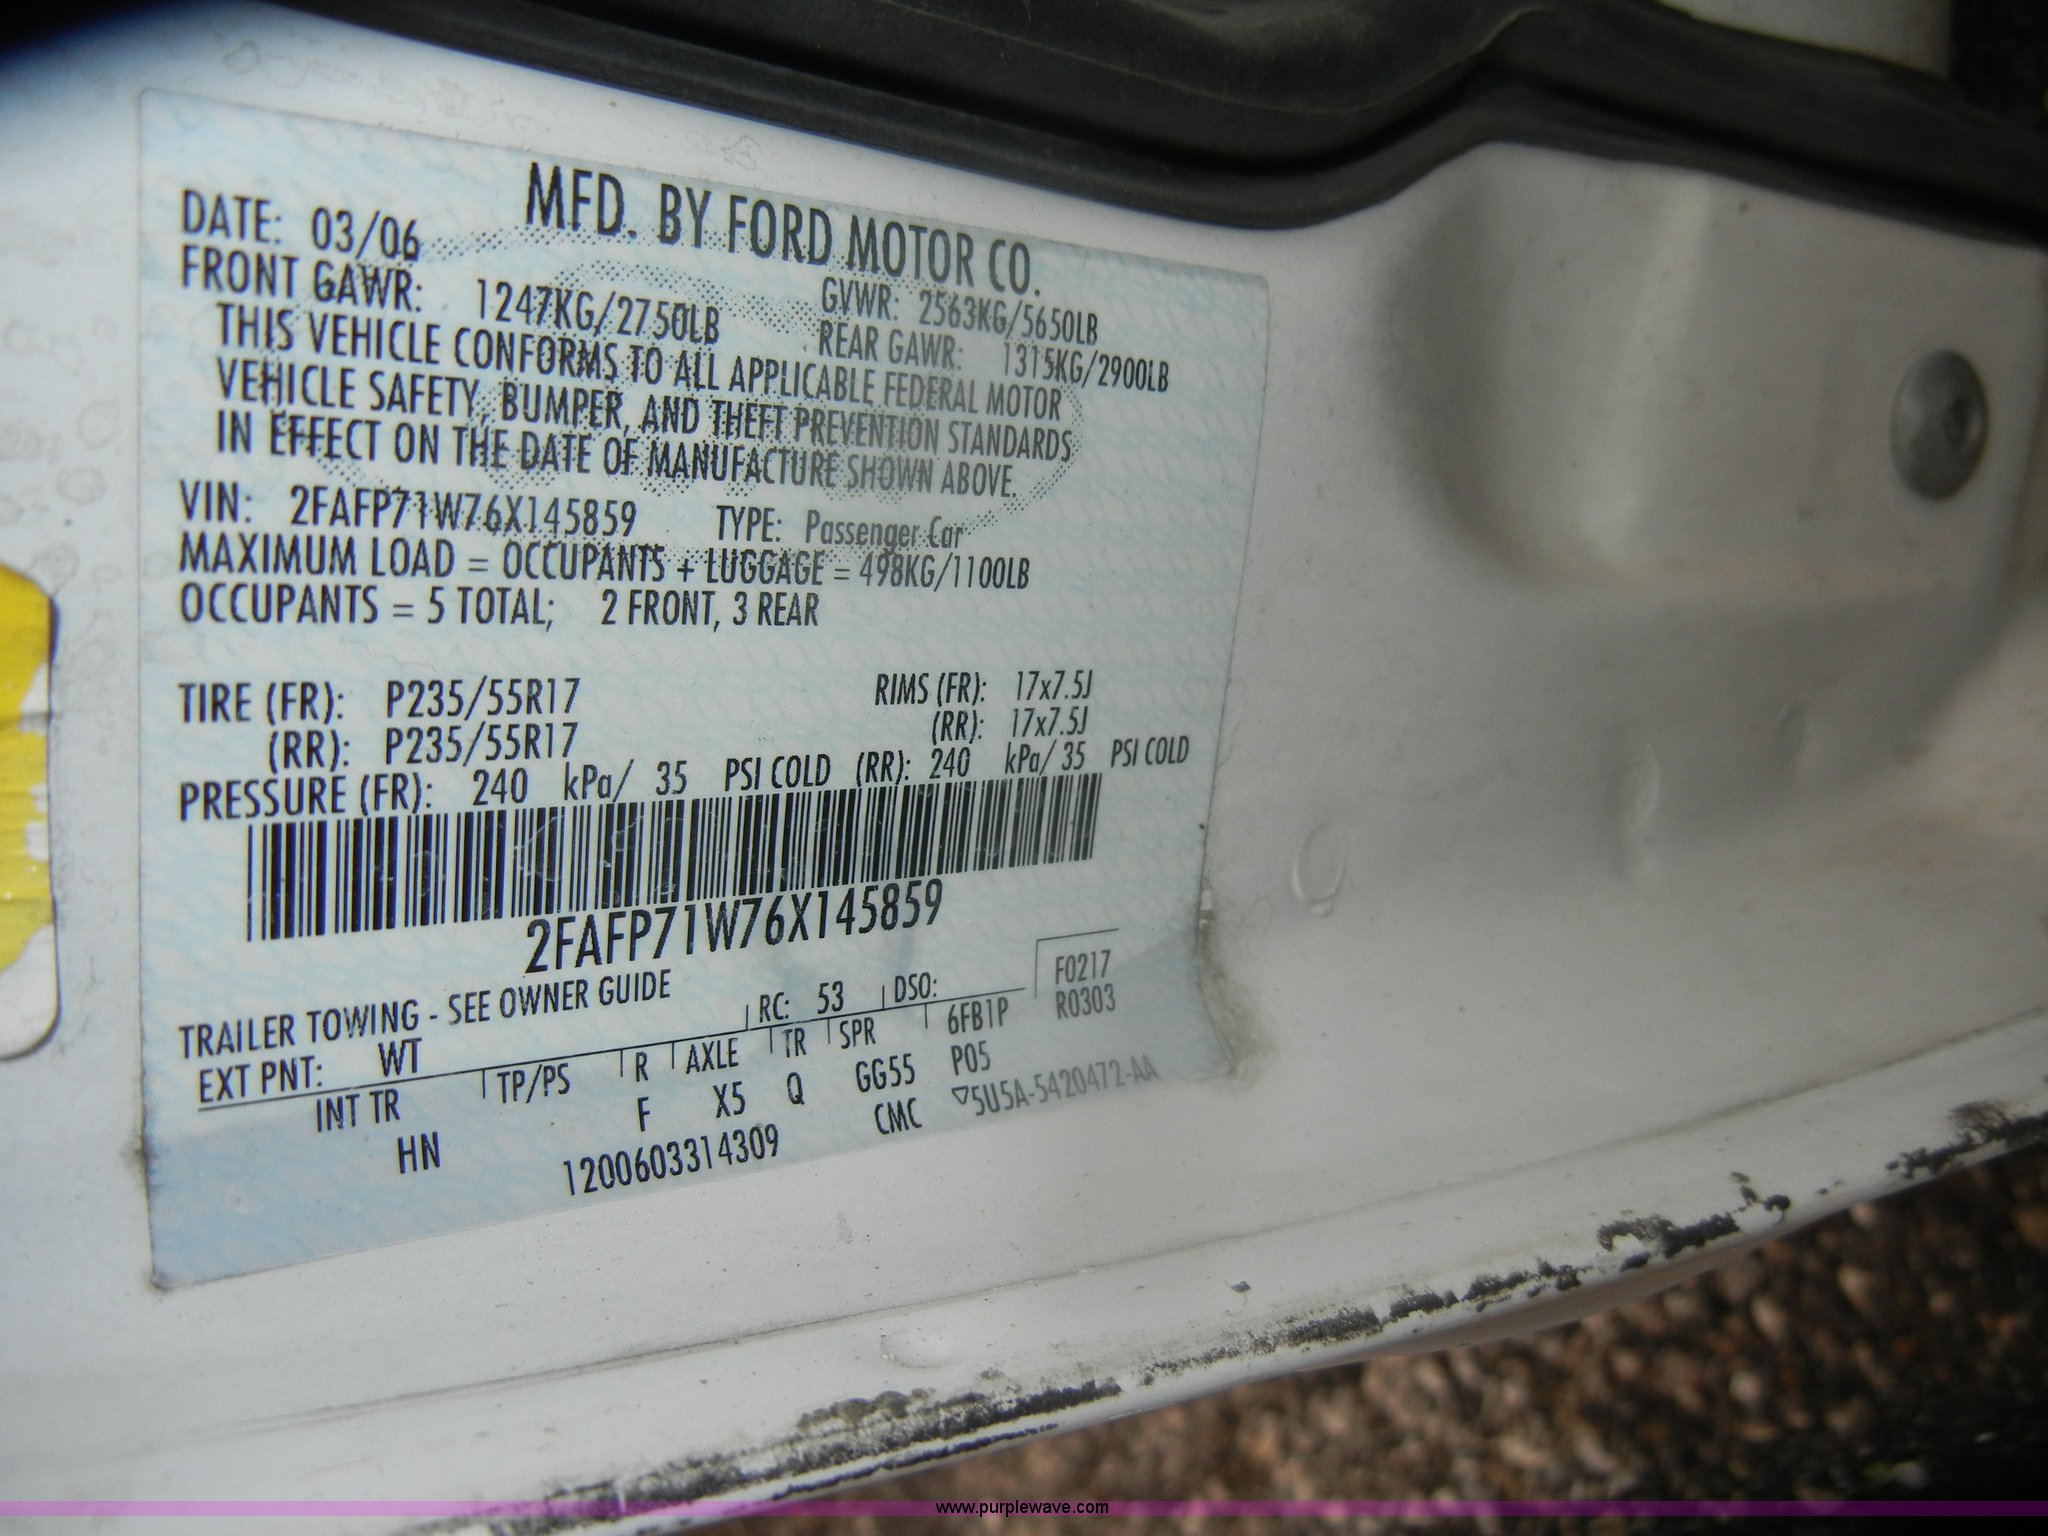 MFD. BY FORD MOTOR CO.
DATE: 03/06 GVWR: 2563KG/5650LB
FRONT GAWR: 1247KG/2750LB REAR GAWR: 1315KG/2900LB
THIS VEHICLE CONFORMS TO ALL APPLICABLE FEDERAL MOTOR
VEHICLE SAFETY, BUMPER, AND THEFT PREVENTION STANDARDS
IN EFFECT ON THE DATE OF MANUFACTURE SHOWN ABOVE.
VIN: 2FAFP71W76X145859 TYPE: Passenger Car
MAXIMUM LOAD = OCCUPANTS + LUGGAGE = 498KG/1100LB
OCCUPANTS = 5 TOTAL; 2 FRONT, 3 REAR
TIRE (FR): P235/55R17 RIMS (FR): 17x7.5J
(RR): P235/55R17 (RR): 17x7.5J
PRESSURE (FR): 240 kPa/ 35 PSI COLD (RR): 240 kPa/ 35 PSI COLD
2FAFP71W76X145859
TRAILER TOWING - SEE OWNER GUIDE F0217
EXT PNT: WT RC: 53 DSO: R0303
INT TR TP/PS R AXLE TR SPR 6FB1P
HN F X5 Q GG55 P05
1200603314309 CMC ▽5U5A-5420472-AA
www.purplewave.com